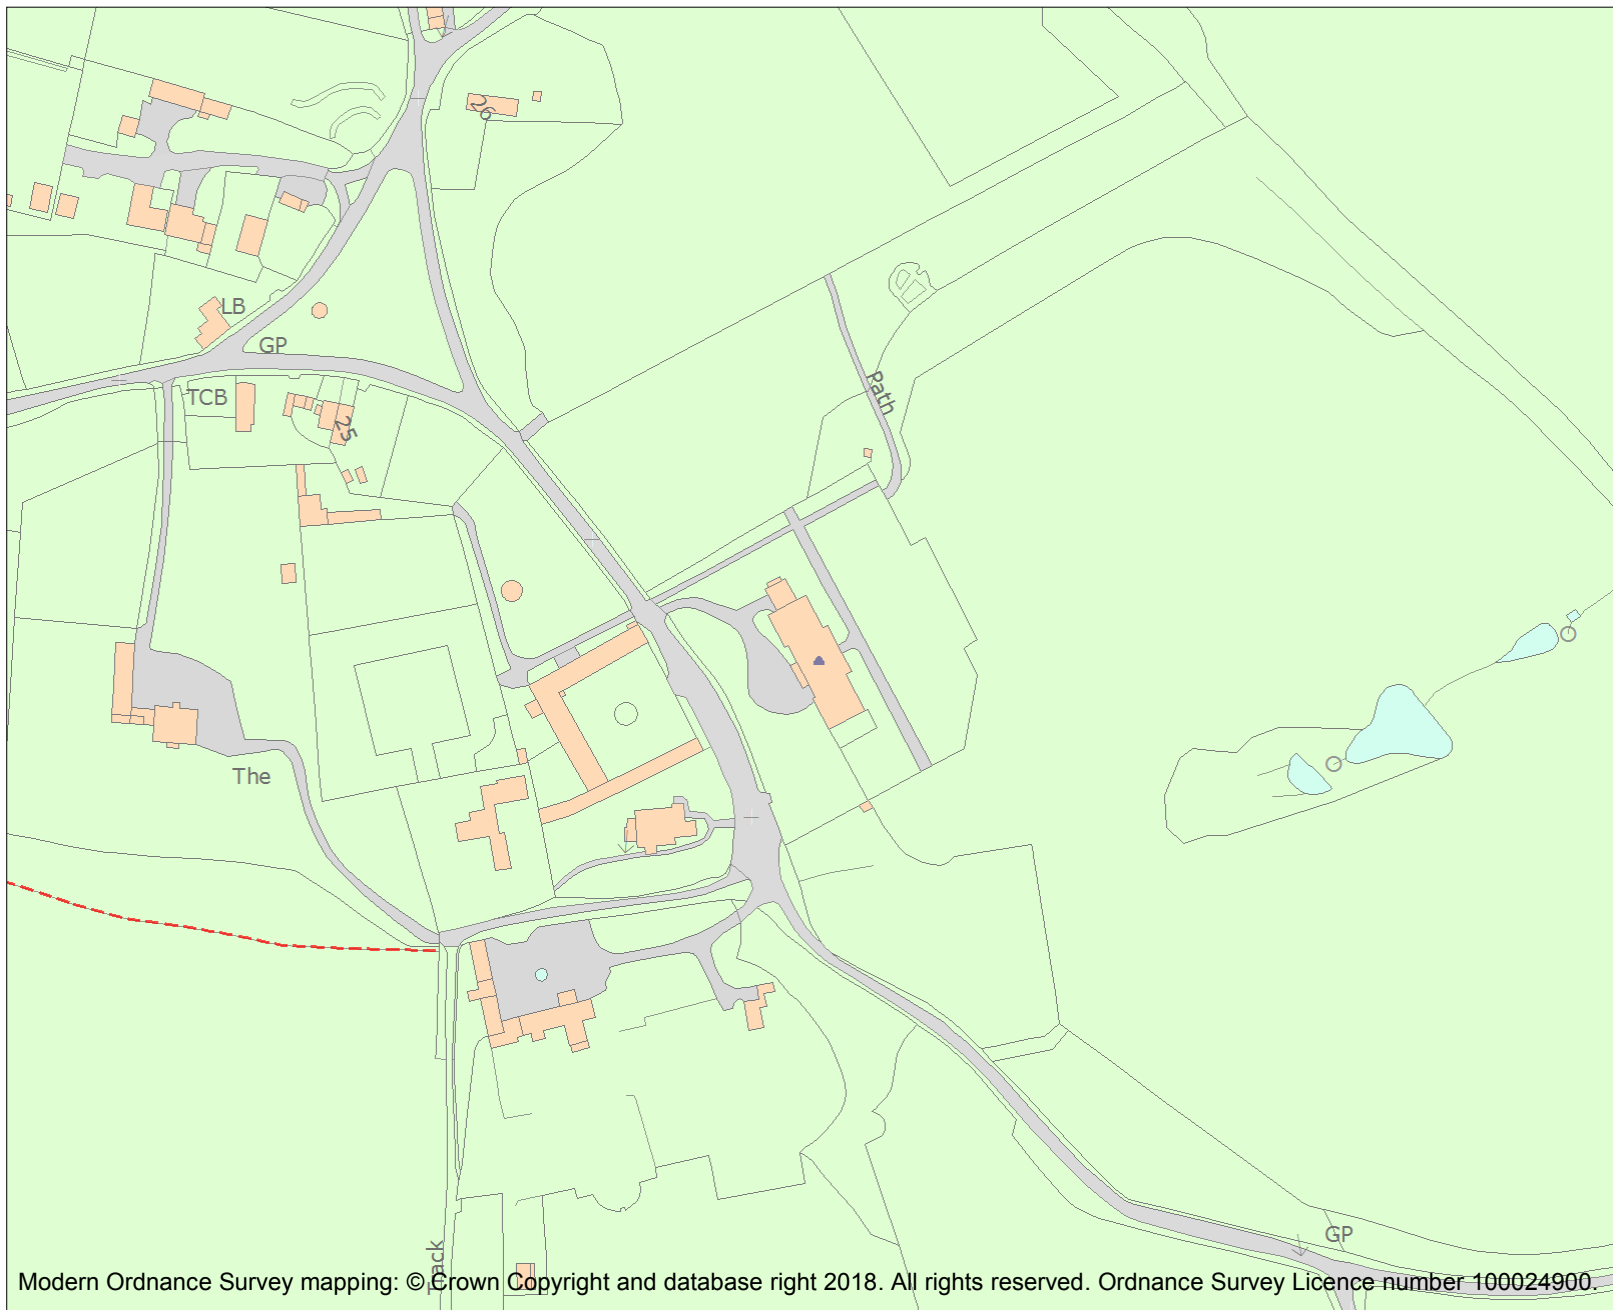 26
LB
GP
TCB
25
Path
The
GP
Track
Modern Ordnance Survey mapping: © Crown Copyright and database right 2018. All rights reserved. Ordnance Survey Licence number 100024900.